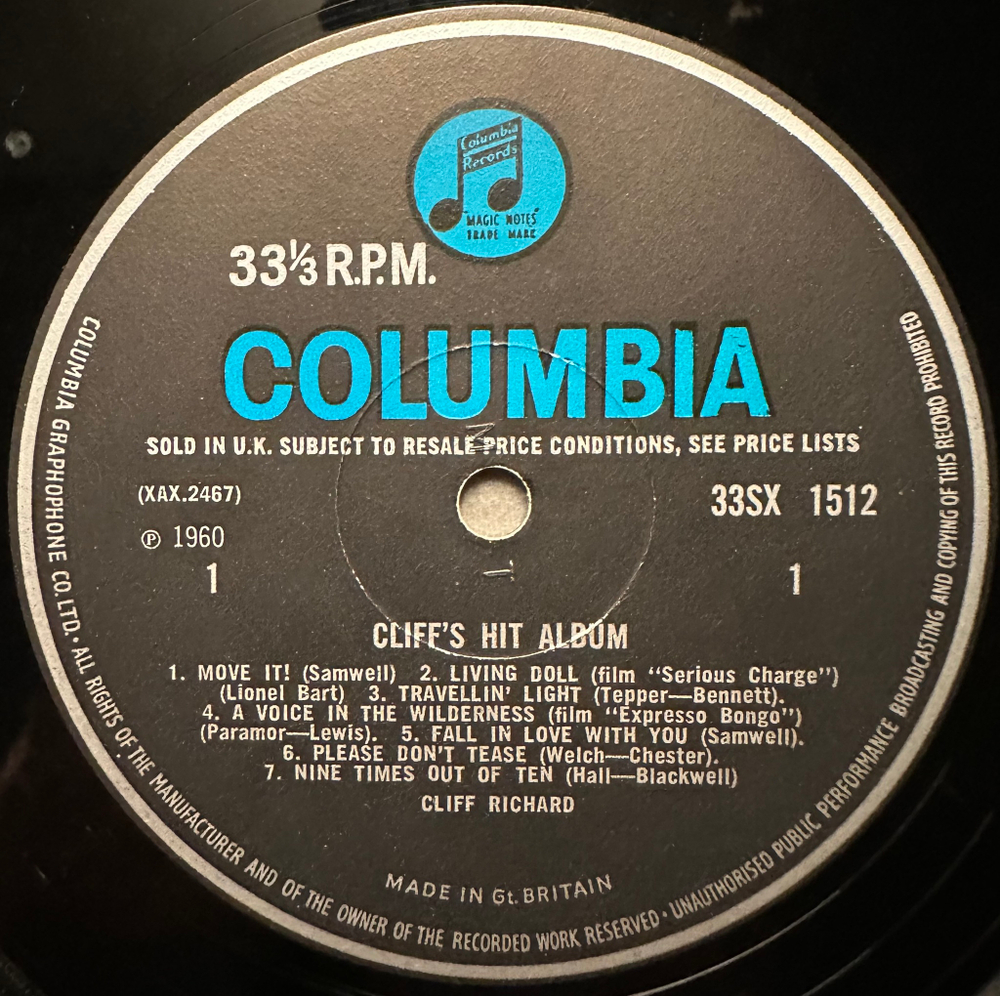 Columbia
Records
"MAGIC NOTES"
TRADE MARK
33⅓ R.P.M.
COLUMBIA
SOLD IN U.K. SUBJECT TO RESALE PRICE CONDITIONS, SEE PRICE LISTS
(XAX.2467)
33SX 1512
℗ 1960
1
1
CLIFF'S HIT ALBUM
1. MOVE IT! (Samwell) 2. LIVING DOLL (film "Serious Charge")
(Lionel Bart) 3. TRAVELLIN' LIGHT (Tepper—Bennett).
4. A VOICE IN THE WILDERNESS (film "Expresso Bongo")
(Paramor—Lewis). 5. FALL IN LOVE WITH YOU (Samwell).
6. PLEASE DON'T TEASE (Welch—Chester).
7. NINE TIMES OUT OF TEN (Hall—Blackwell)
CLIFF RICHARD
MADE IN Gt. BRITAIN
COLUMBIA GRAPHOPHONE CO. LTD. · ALL RIGHTS OF THE MANUFACTURER AND OF THE OWNER OF THE RECORDED WORK RESERVED · UNAUTHORISED PUBLIC PERFORMANCE BROADCASTING AND COPYING OF THIS RECORD PROHIBITED